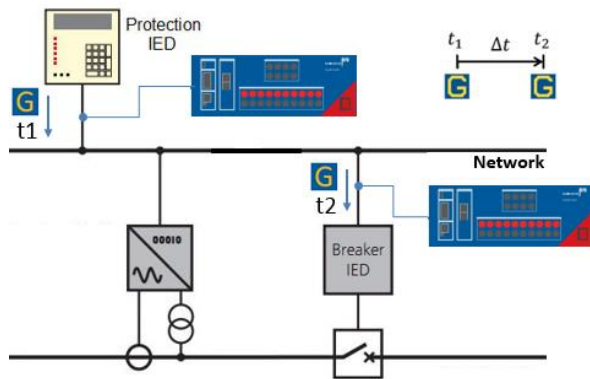 Protection
IED
G
t1
t₁ Δt t₂
G G
Network
G
t2
00010
Breaker
IED